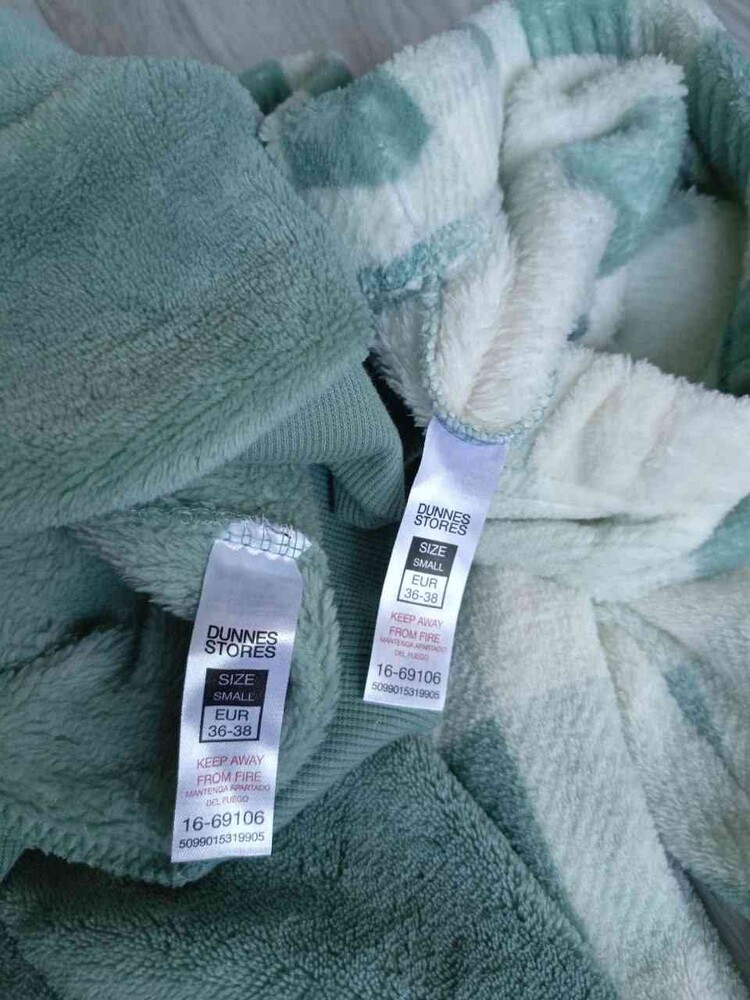 DUNNES
STORES
SIZE
SMALL
EUR
36-38
KEEP AWAY
FROM FIRE
MANTENGA APARTADO
DEL FUEGO
16-69106
5099015319905
DUNNES
STORES
SIZE
SMALL
EUR
36-38
KEEP AWAY
FROM FIRE
MANTENGA APARTADO
DEL FUEGO
16-69106
5099015319905